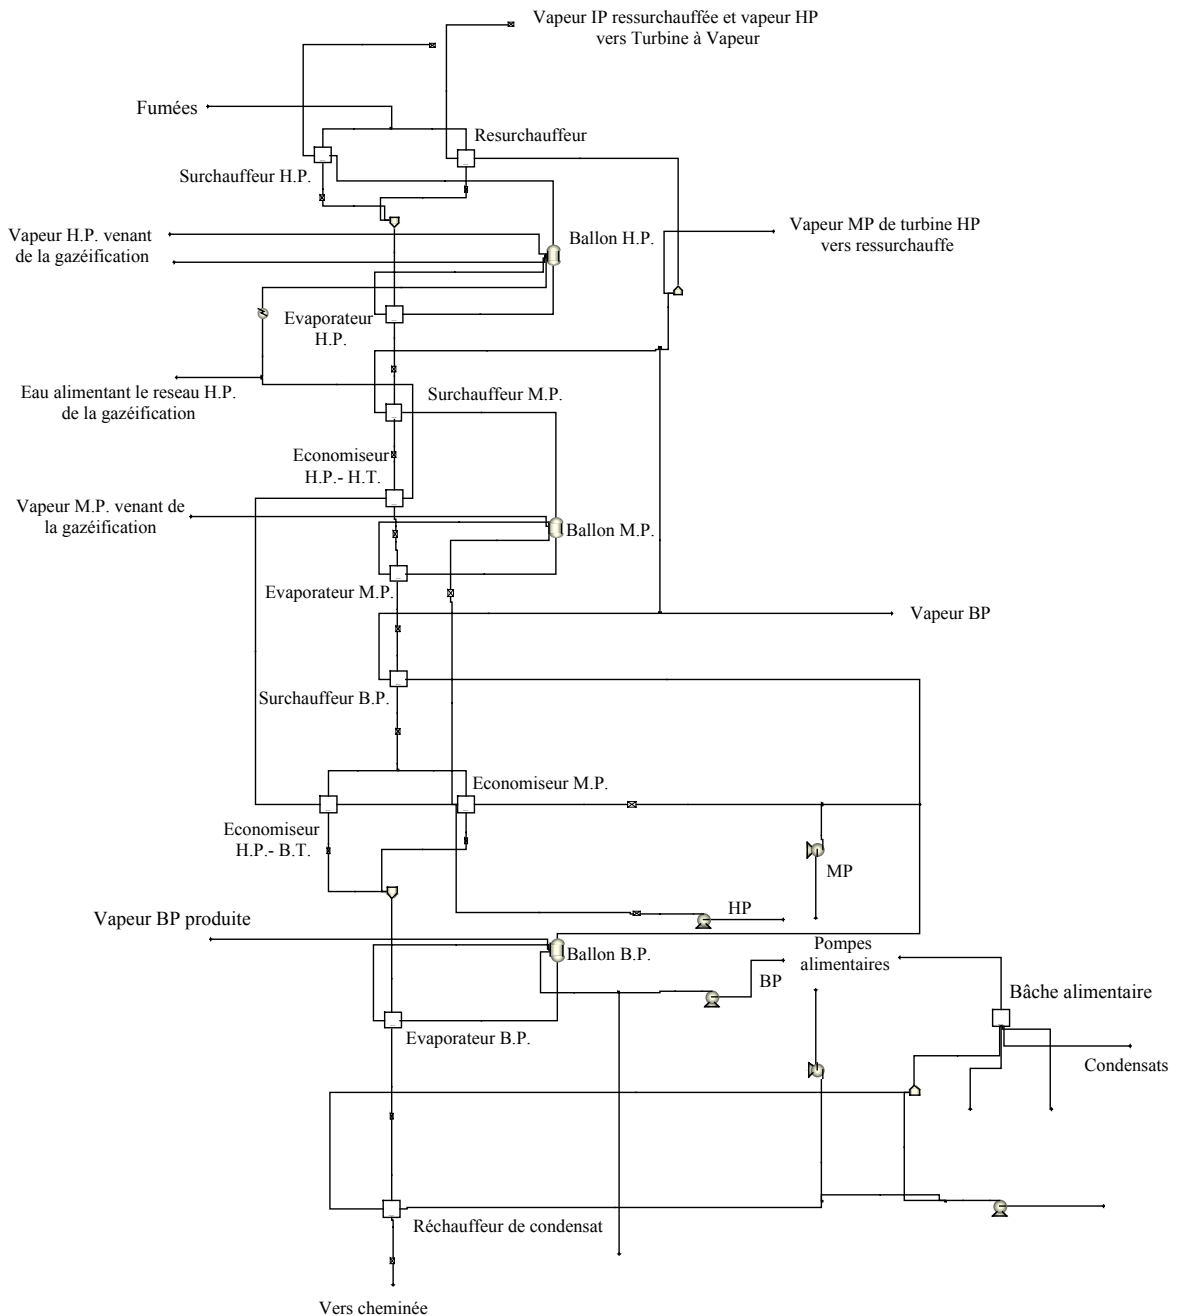 Vapeur IP ressurchauffée et vapeur HP
vers Turbine à Vapeur
Fumées
Resurchauffeur
Surchauffeur H.P.
Vapeur H.P. venant
de la gazéification
Ballon H.P.
Vapeur MP de turbine HP
vers ressurchauffe
Evaporateur
H.P.
Eau alimentant le reseau H.P.
de la gazéification
Surchauffeur M.P.
Economiseur
H.P.- H.T.
Vapeur M.P. venant de
la gazéification
Ballon M.P.
Evaporateur M.P.
Vapeur BP
Surchauffeur B.P.
Economiseur M.P.
Economiseur
H.P.- B.T.
MP
HP
Vapeur BP produite
Ballon B.P.
Pompes
alimentaires
BP
Bâche alimentaire
Evaporateur B.P.
Condensats
Réchauffeur de condensat
Vers cheminée